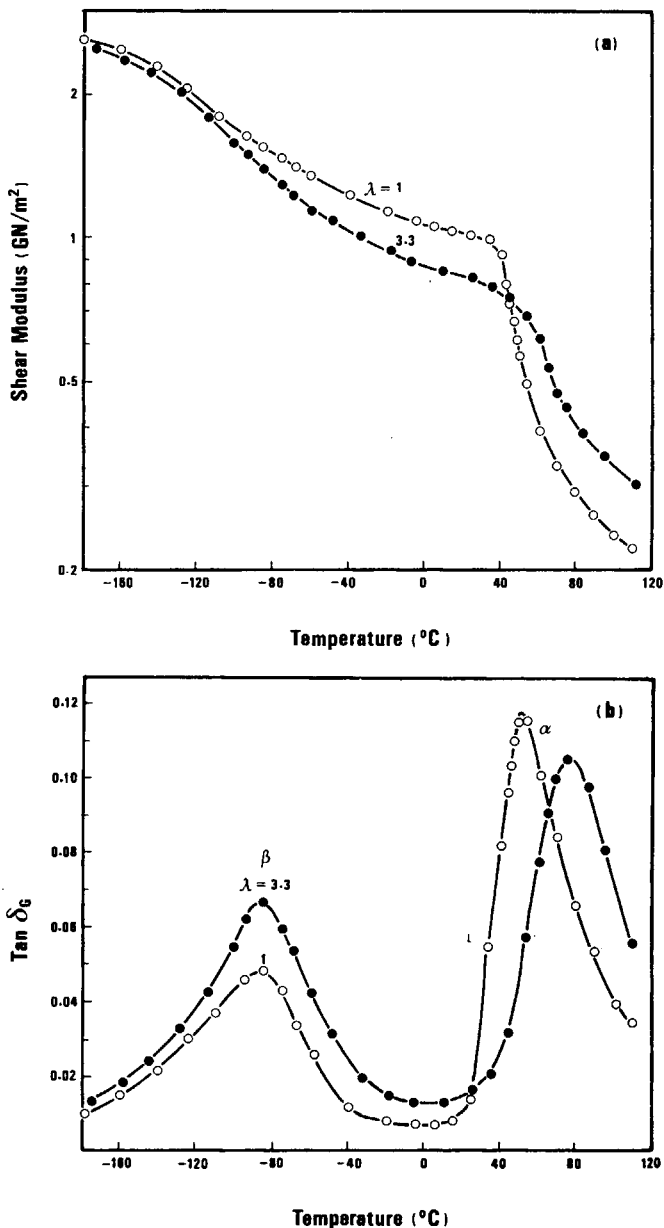 (a)
2
1
0·5
0·2
λ = 1
3·3
-160
-120
-80
-40
0
40
80
120
Shear Modulus (GN/m²)
Temperature (°C)
(b)
0·12
0·10
0·08
0·06
0·04
0·02
β
λ = 3·3
1
α
1
-160
-120
-80
-40
0
40
80
120
Tan δG
Temperature (°C)